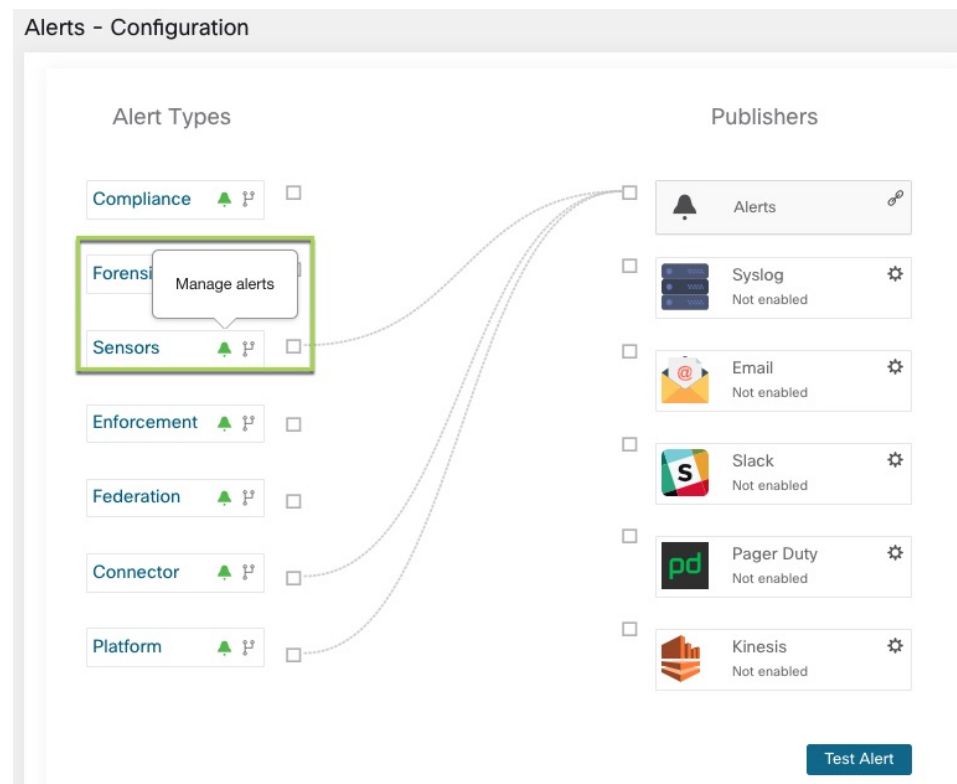 Alerts - Configuration
Alert Types
Publishers
Compliance
Forensi
Manage alerts
Sensors
Enforcement
Federation
Connector
Platform
Alerts
Syslog
Not enabled
@
Email
Not enabled
S
Slack
Not enabled
pd
Pager Duty
Not enabled
Kinesis
Not enabled
Test Alert